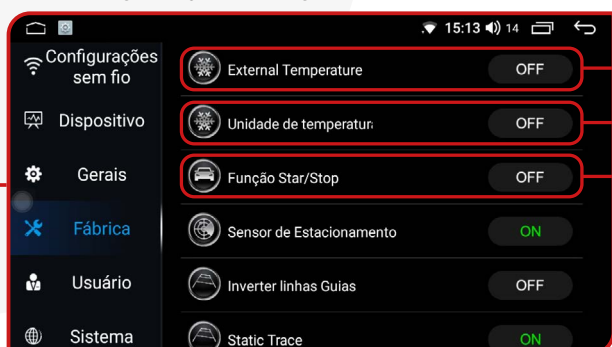 15:13 14
Configurações
sem fio
External Temperature OFF
Dispositivo
Unidade de temperatura OFF
Gerais
Função Star/Stop OFF
Fábrica
Sensor de Estacionamento ON
Usuário
Inverter linhas Guias OFF
Sistema
Static Trace ON